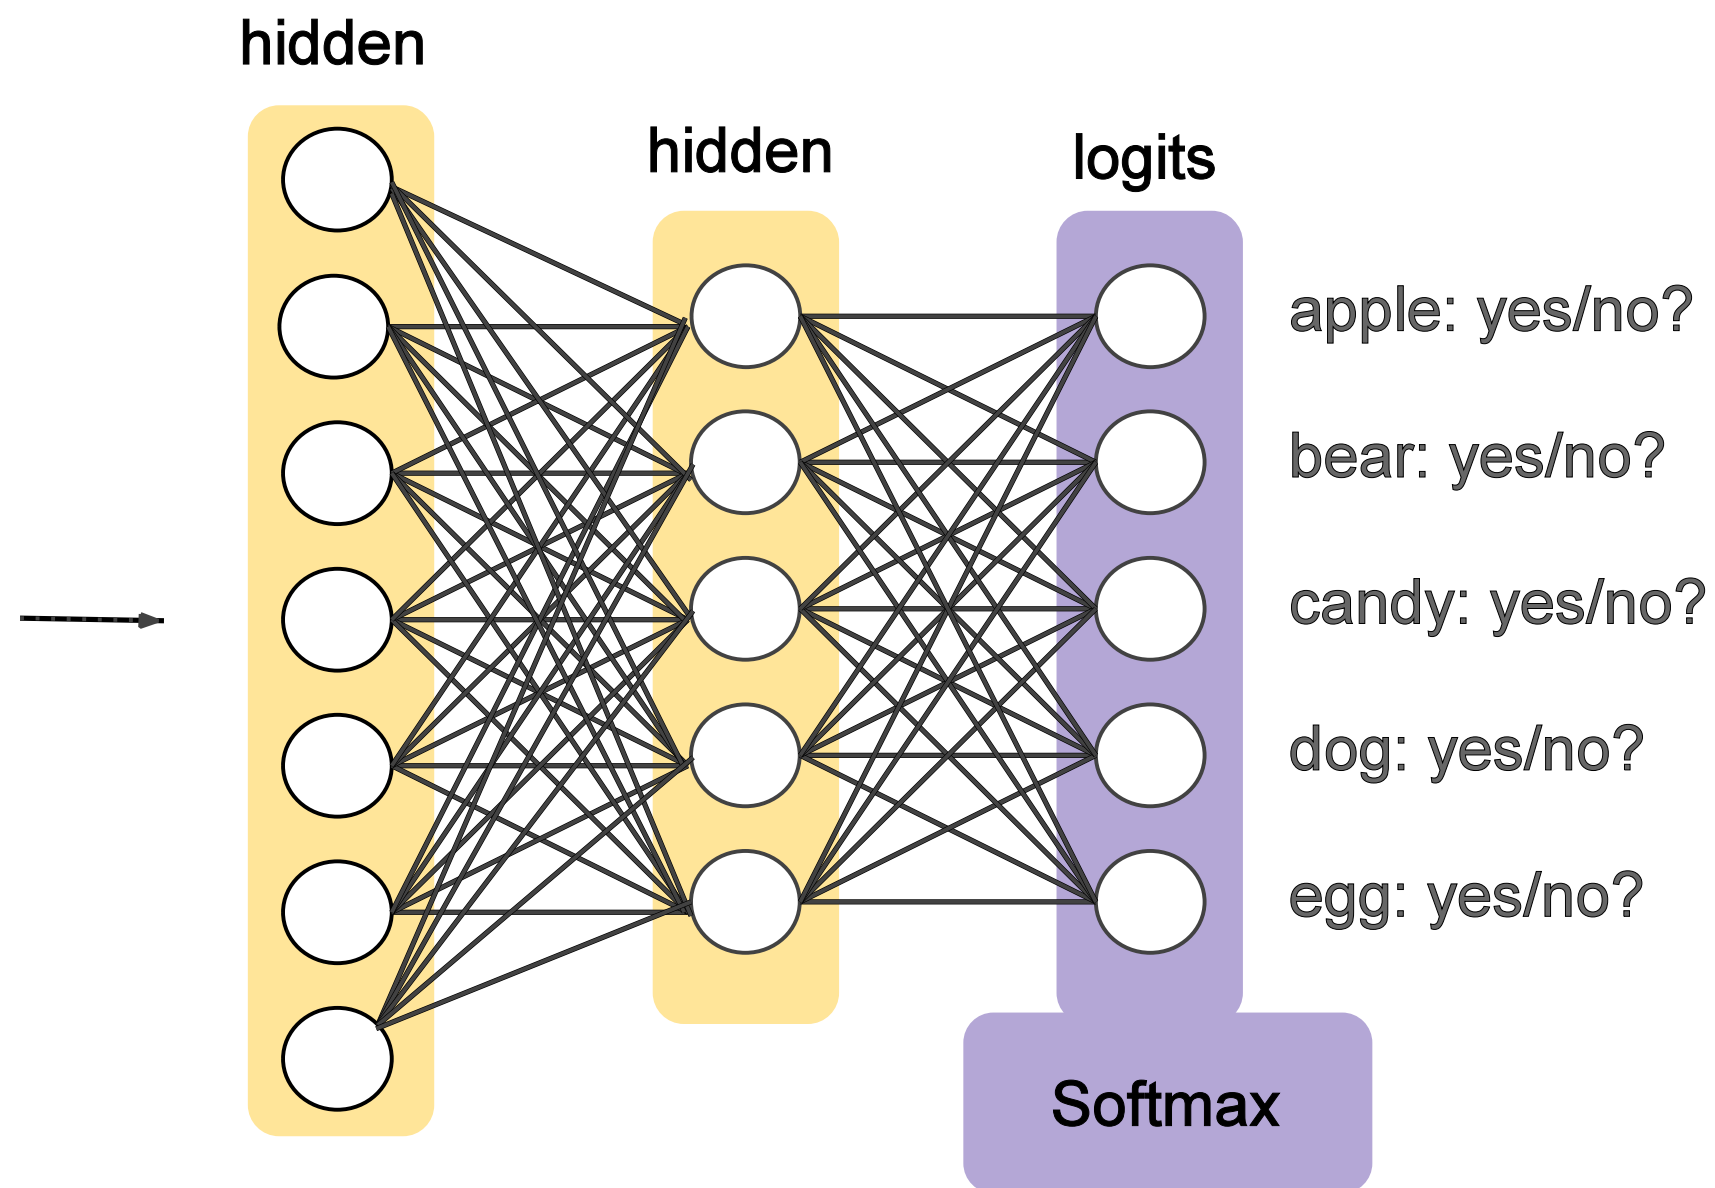 hidden
hidden
logits
apple: yes/no?
bear: yes/no?
candy: yes/no?
dog: yes/no?
egg: yes/no?
Softmax